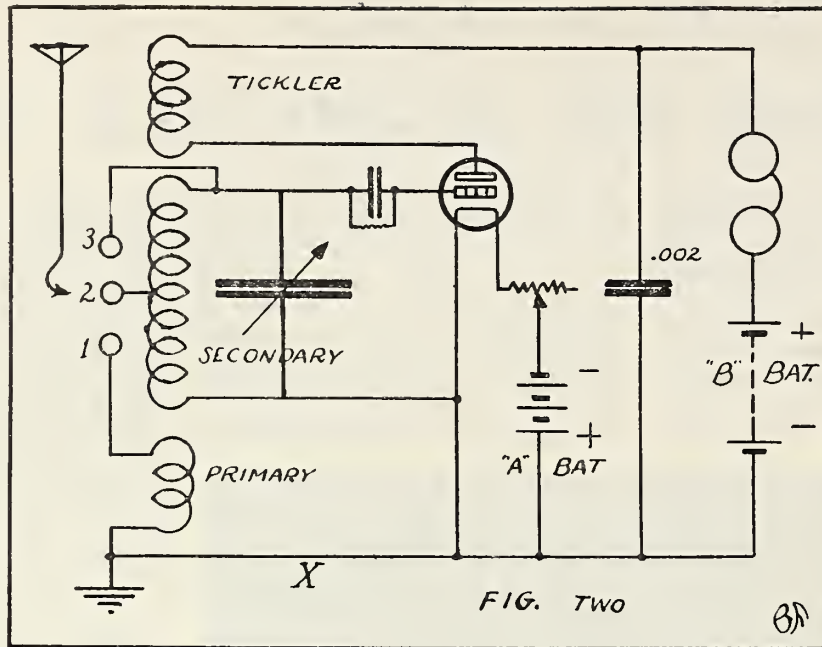 TICKLER
3
2
1
SECONDARY
.002
+
"B" BAT.
-
-
+
"A" BAT
PRIMARY
X
FIG. TWO